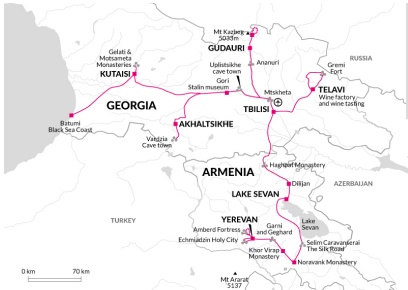 Mt Kazbeg
5033m
GUDAURI
RUSSIA
Gelati &
Motsameta
Monasteries
KUTAISI
Uplistsikhe
cave town
Ananuri
Gremi
Fort
Gori
Stalin museum
Mtskheta
TELAVI
Wine factory
and wine tasting
GEORGIA
TBILISI
Batumi
Black Sea Coast
AKHALTSIKHE
Vardzia
Cave town
Haghpat Monastery
ARMENIA
Dilijan
AZERBAIJAN
LAKE SEVAN
TURKEY
YEREVAN
Lake
Sevan
Amberd Fortress
Garni
and Geghard
Echmiadzin Holy City
Selim Caravanserai
The Silk Road
Khor Virap
Monastery
Noravank Monastery
0 km
70 km
Mt Ararat
5137